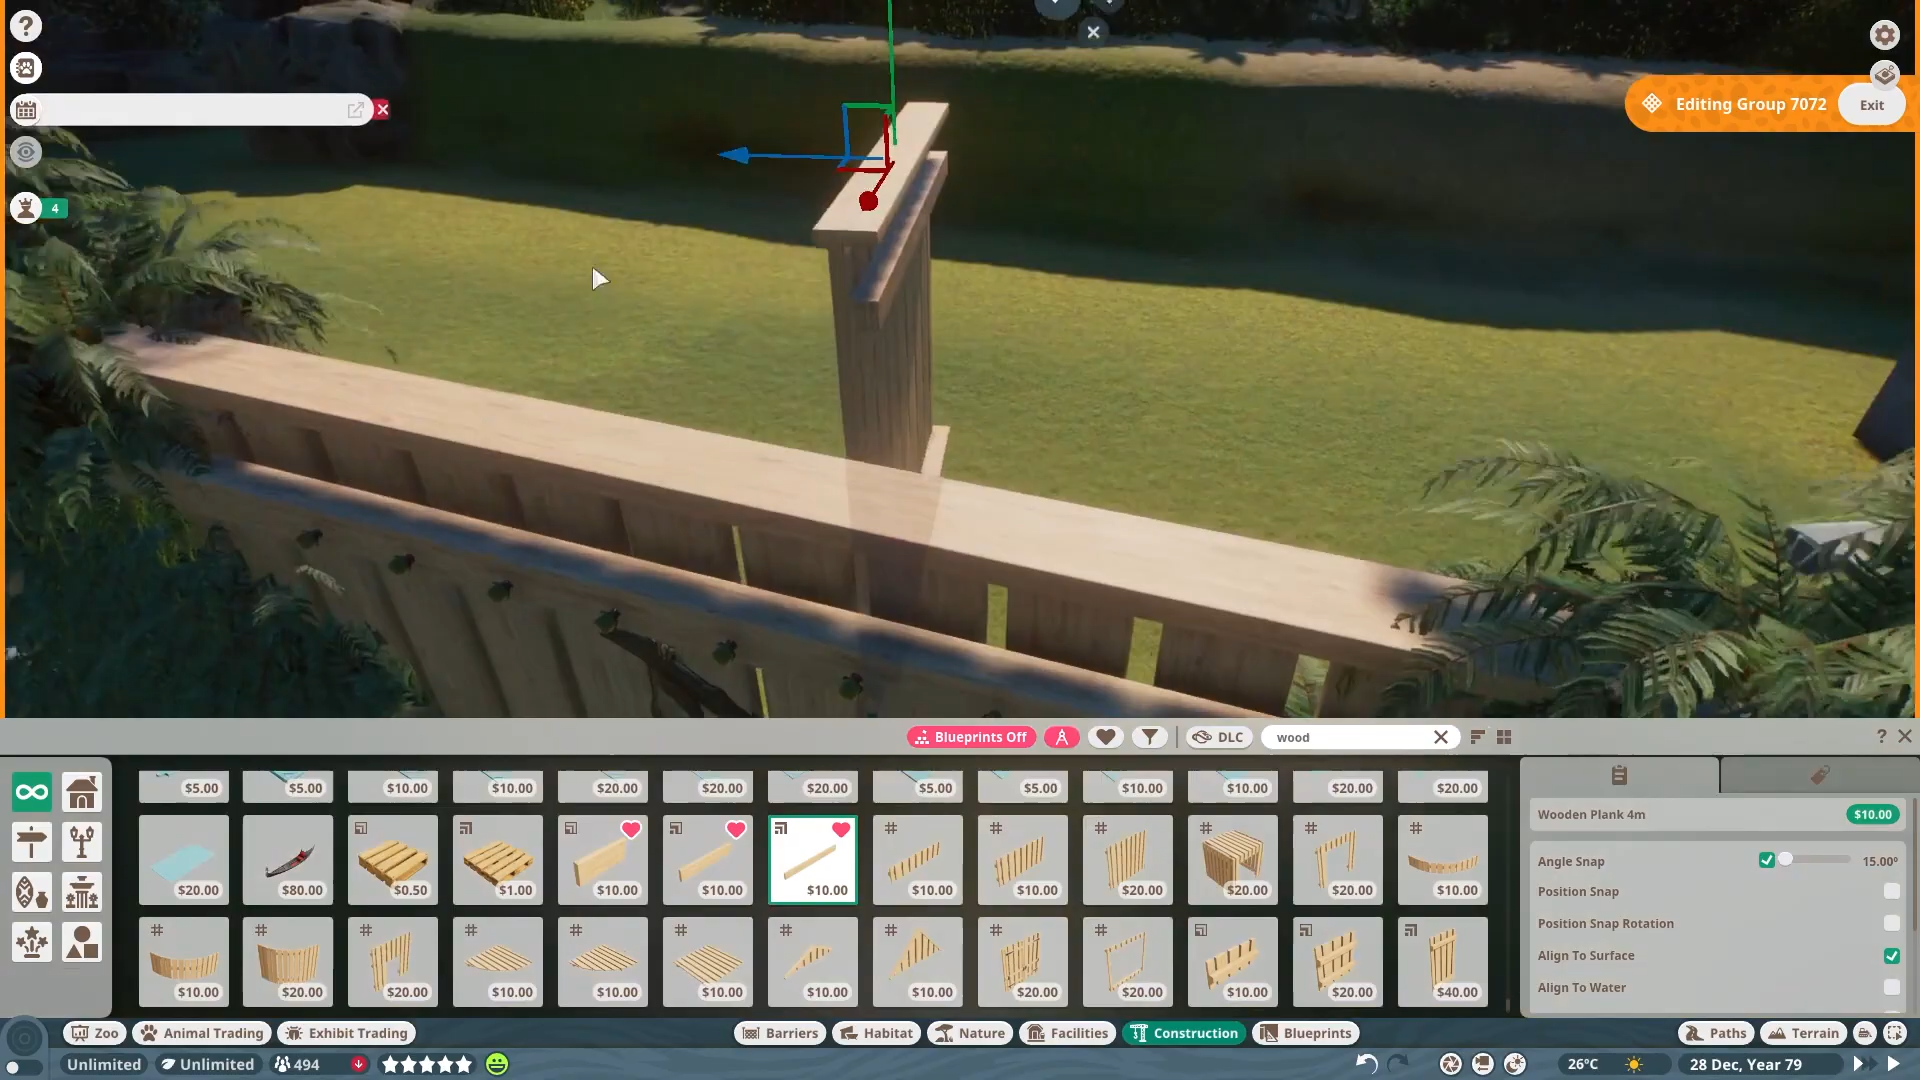 Editing Group 7072
Exit
4
Blueprints Off
DLC
wood
?
$5.00 $5.00 $10.00 $10.00 $20.00 $20.00 $20.00 $5.00 $5.00 $10.00 $10.00 $20.00 $20.00
$20.00 $80.00 $0.50 $1.00 $10.00 $10.00 $10.00 $10.00 $10.00 $20.00 $20.00 $20.00 $10.00
$10.00 $20.00 $20.00 $10.00 $10.00 $10.00 $10.00 $10.00 $20.00 $20.00 $10.00 $20.00 $40.00
Wooden Plank 4m $10.00
Angle Snap 15.00°
Position Snap
Position Snap Rotation
Align To Surface
Align To Water
Zoo Animal Trading Exhibit Trading Barriers Habitat Nature Facilities Construction Blueprints Paths Terrain
Unlimited Unlimited 494 26°C 28 Dec, Year 79